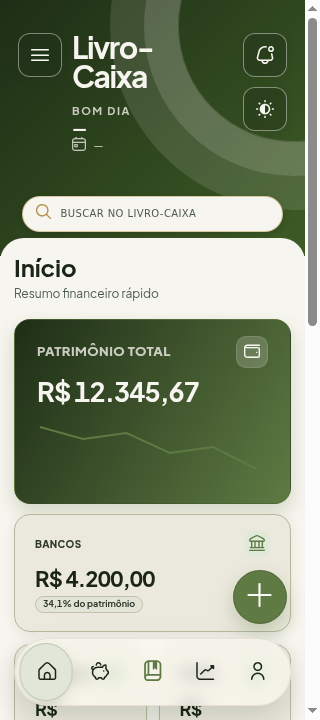 Livro-
Caixa
BOM DIA
—
—
BUSCAR NO LIVRO-CAIXA
Início
Resumo financeiro rápido
PATRIMÔNIO TOTAL
R$ 12.345,67
BANCOS
R$ 4.200,00
34,1% do patrimônio
R$ R$